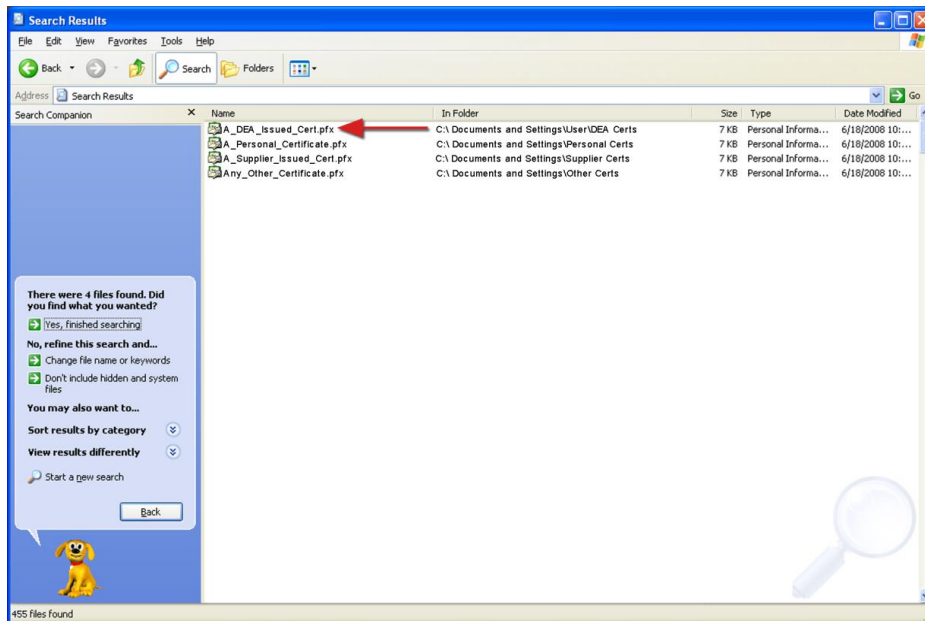 Search Results
File Edit View Favorites Tools Help
Back Search Folders
Address Search Results Go
Search Companion Name In Folder Size Type Date Modified
A_DEA_Issued_Cert.pfx C:\ Documents and Settings\User\DEA Certs 7 KB Personal Informa... 6/18/2008 10:...
A_Personal_Certificate.pfx C:\ Documents and Settings\Personal Certs 7 KB Personal Informa... 6/18/2008 10:...
A_Supplier_Issued_Cert.pfx C:\ Documents and Settings\Supplier Certs 7 KB Personal Informa... 6/18/2008 10:...
Any_Other_Certificate.pfx C:\ Documents and Settings\Other Certs 7 KB Personal Informa... 6/18/2008 10:...
There were 4 files found. Did
you find what you wanted?
Yes, finished searching
No, refine this search and...
Change file name or keywords
Don't include hidden and system
files
You may also want to...
Sort results by category
View results differently
Start a new search
Back
455 files found